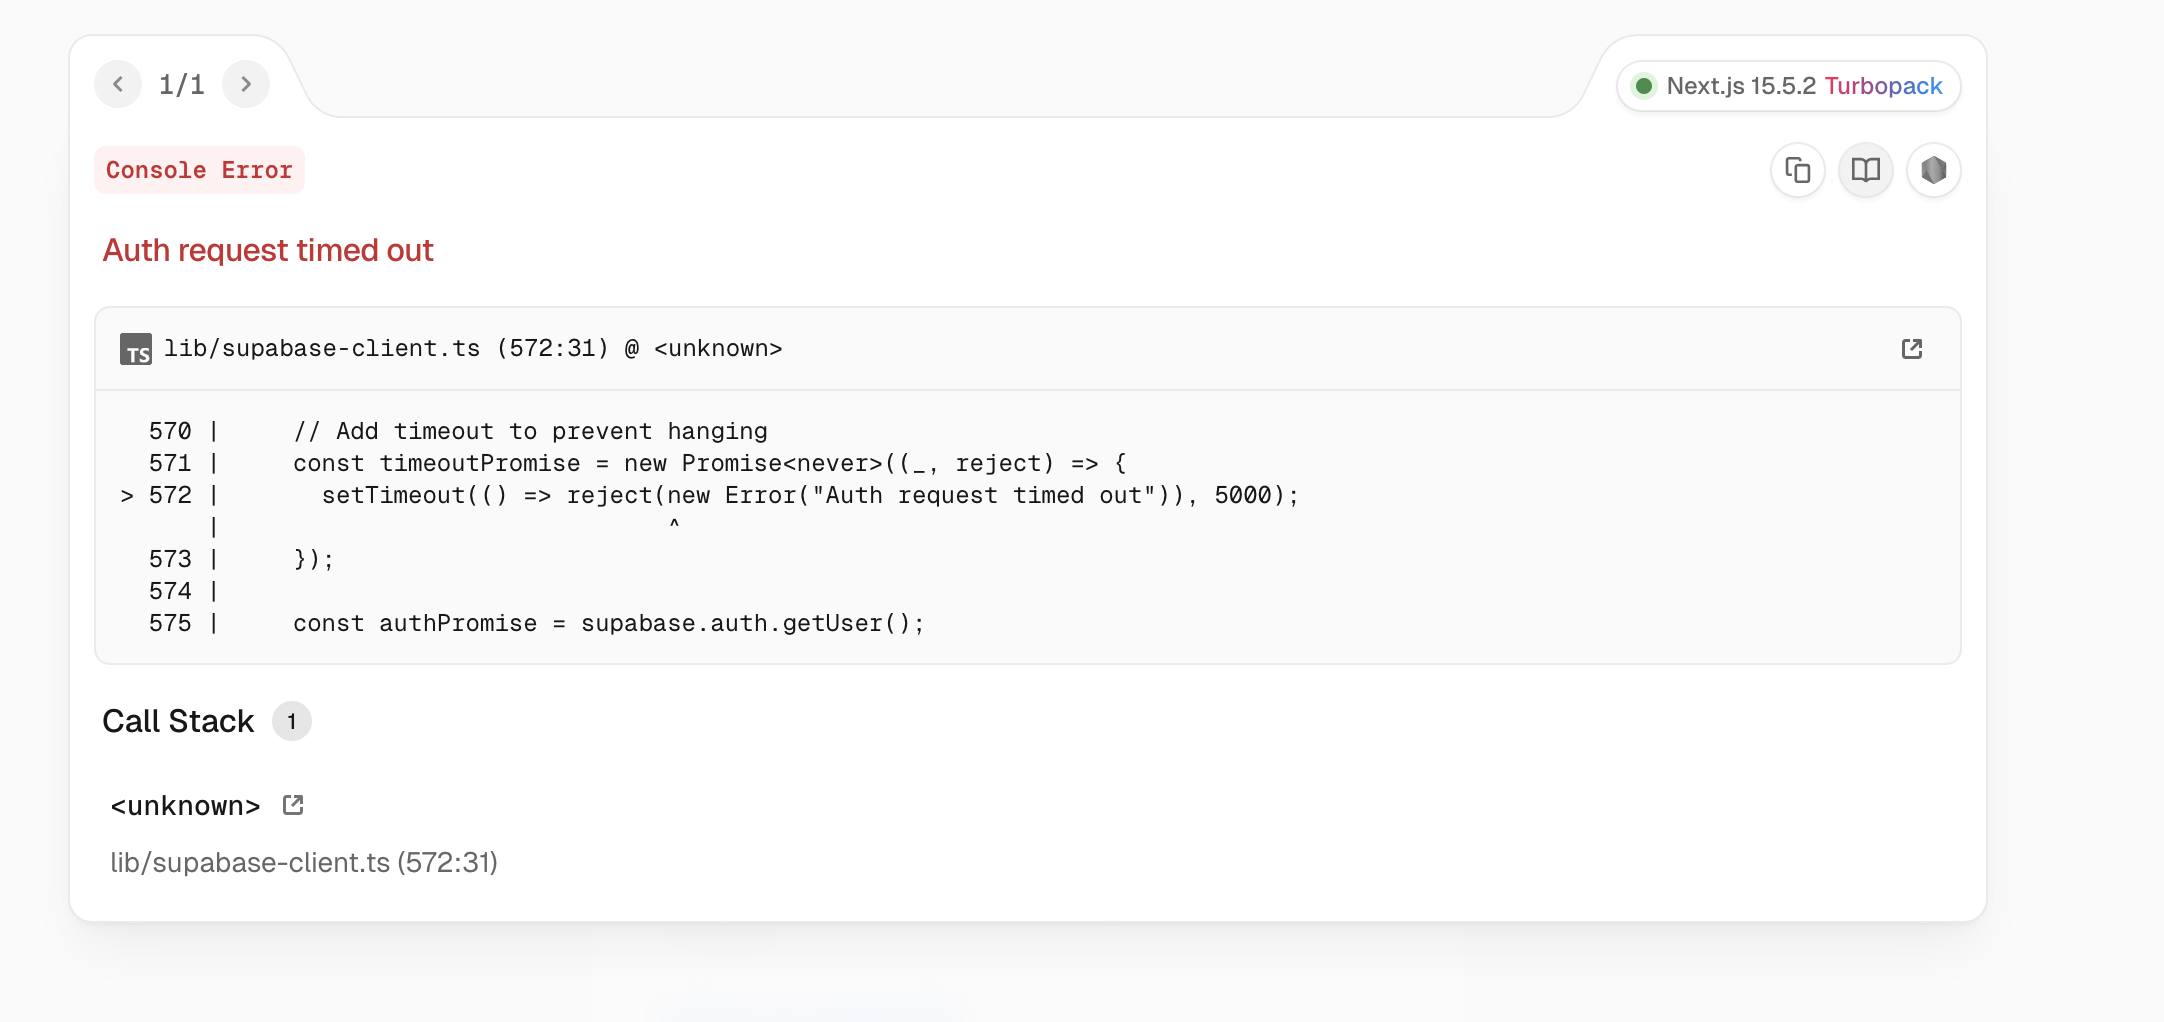 1/1
Next.js 15.5.2 Turbopack
Console Error
Auth request timed out
TS lib/supabase-client.ts (572:31) @ <unknown>
570 |     // Add timeout to prevent hanging
571 |     const timeoutPromise = new Promise<never>((_, reject) => {
> 572 |       setTimeout(() => reject(new Error("Auth request timed out")), 5000);
|                               ^
573 |     });
574 |
575 |     const authPromise = supabase.auth.getUser();
Call Stack 1
<unknown>
lib/supabase-client.ts (572:31)